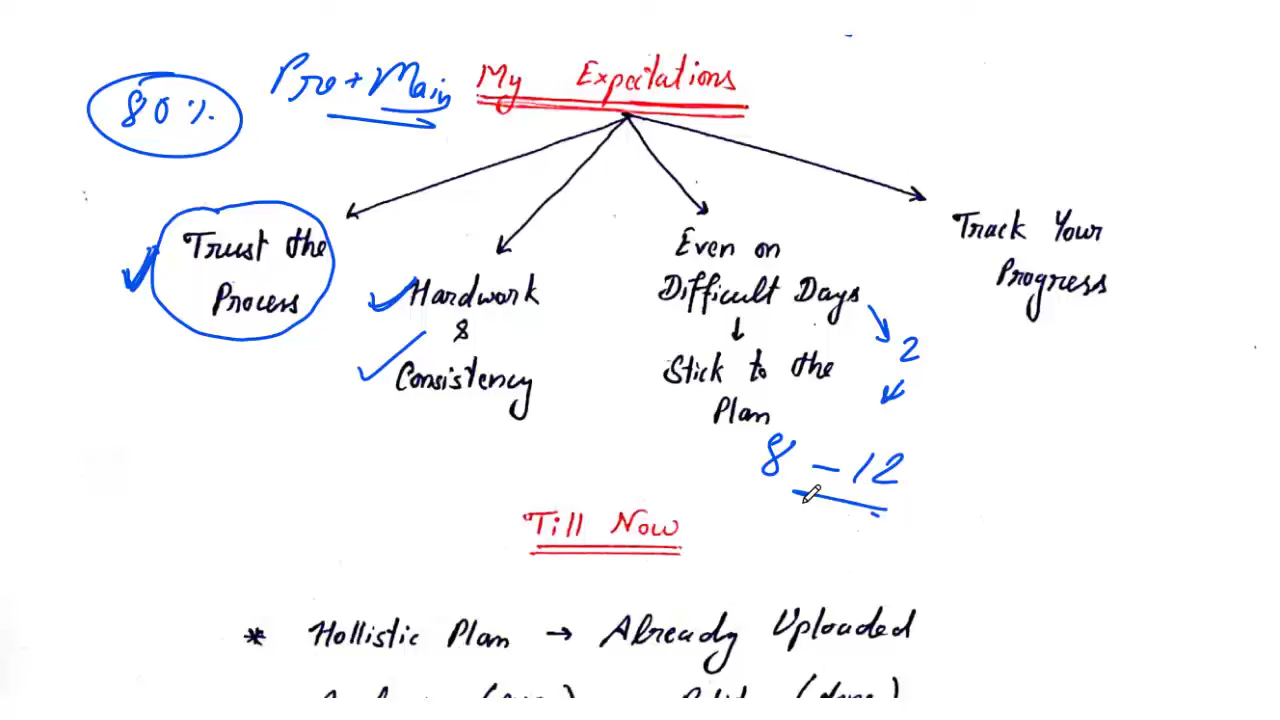 80%
Pre + Main
My Expectations
Trust the
Process
Hardwork
&
Consistency
Even on
Difficult Days
Stick to the
Plan
2
8 - 12
Track Your
Progress
Till Now
* Hollistic Plan → Already Uploaded